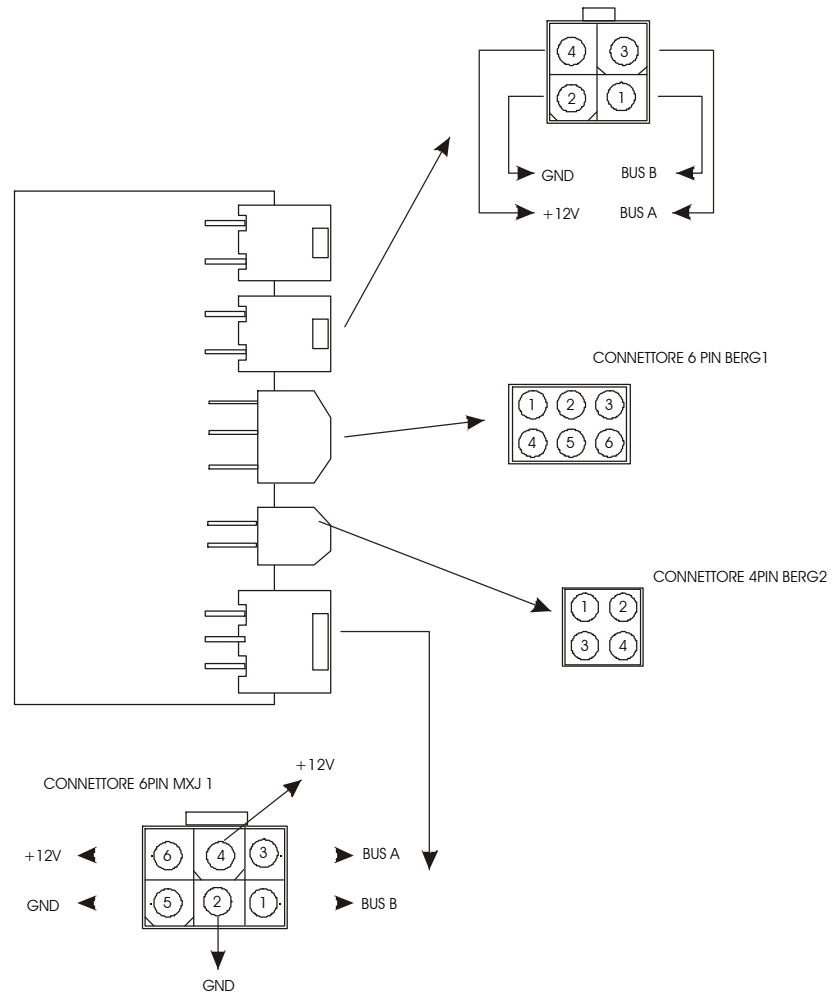 4 3
2 1
GND BUS B
+12V BUS A
CONNETTORE 6 PIN BERG1
1 2 3
4 5 6
CONNETTORE 4PIN BERG2
1 2
3 4
+12V
CONNETTORE 6PIN MXJ 1
+12V 6 4 3 BUS A
GND 5 2 1 BUS B
GND